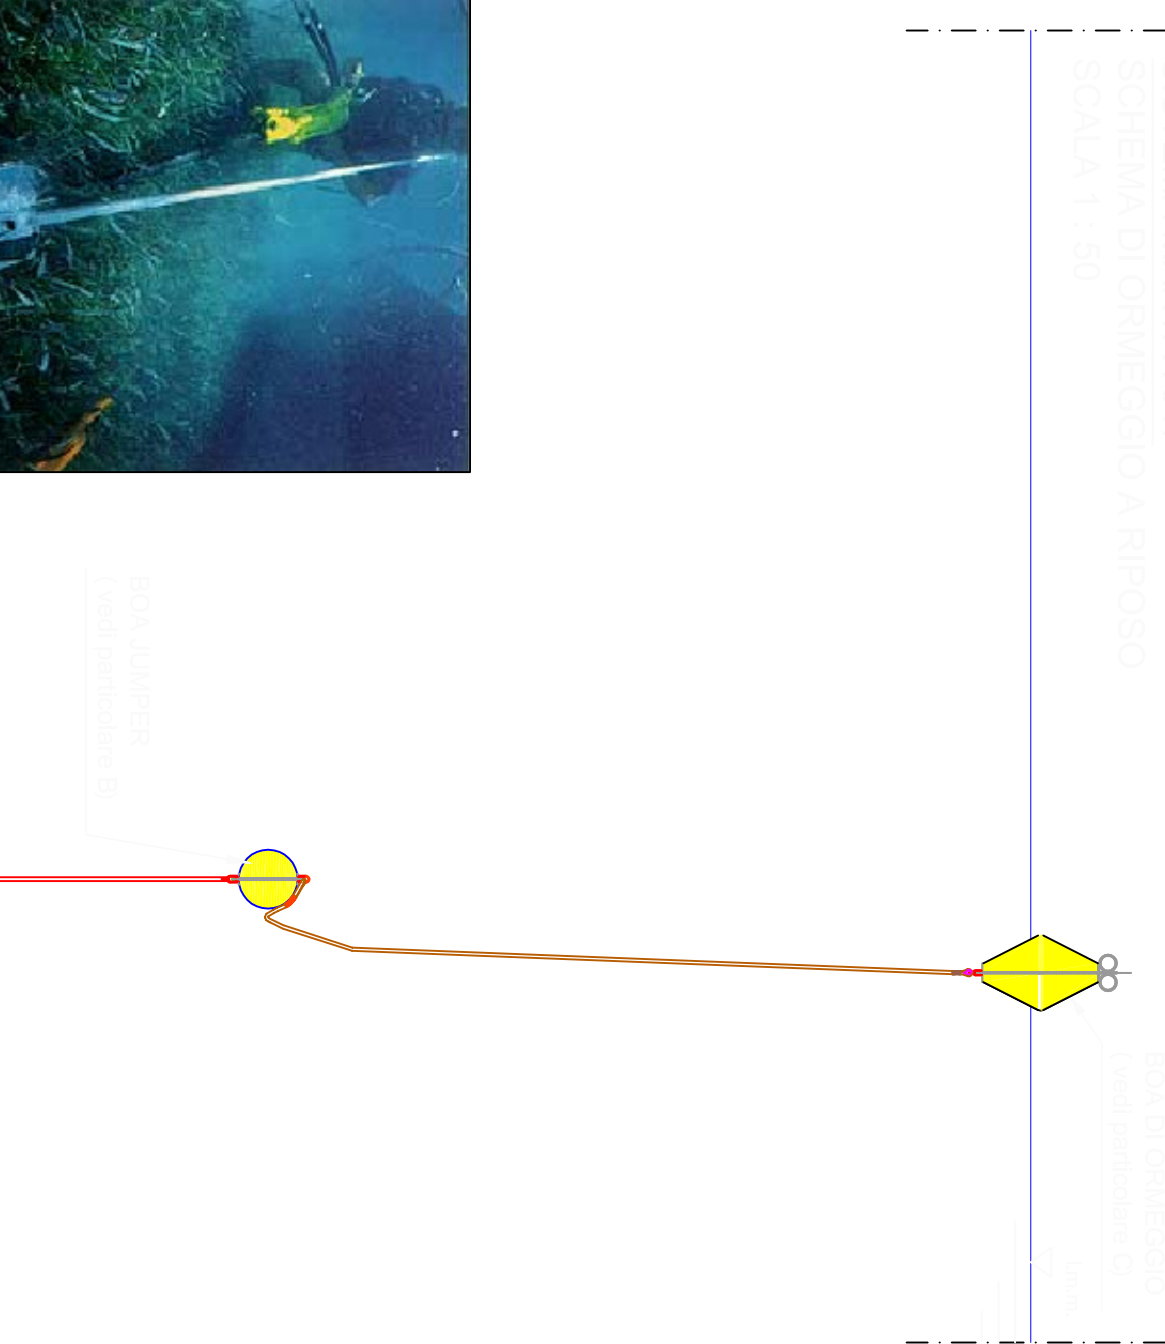 SCHEMA DI ORMEGGIO A RIPOSO
SCALA 1 : 50
BOA JUMPER
( vedi particolare B)
BOA DI ORMEGGIO
( vedi particolare C)
l.m.m.